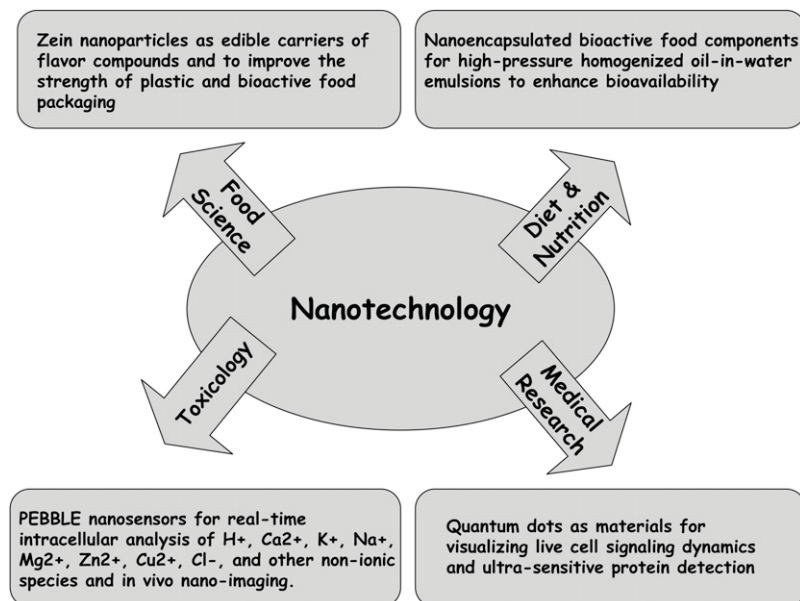 Zein nanoparticles as edible carriers of
flavor compounds and to improve the
strength of plastic and bioactive food
packaging
Nanoencapsulated bioactive food components
for high-pressure homogenized oil-in-water
emulsions to enhance bioavailability
Food
Science
Diet &
Nutrition
Nanotechnology
Toxicology
Medical
Research
PEBBLE nanosensors for real-time
intracellular analysis of H+, Ca2+, K+, Na+,
Mg2+, Zn2+, Cu2+, Cl-, and other non-ionic
species and in vivo nano-imaging.
Quantum dots as materials for
visualizing live cell signaling dynamics
and ultra-sensitive protein detection